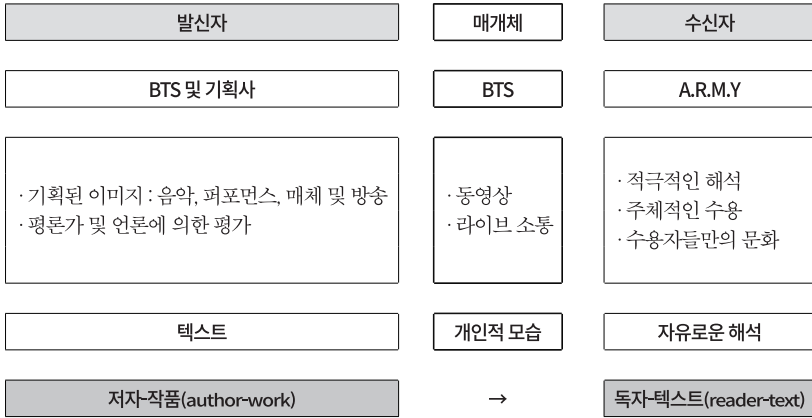 발신자
매개체
수신자
BTS 및 기획사
BTS
A.R.M.Y
· 기획된 이미지 : 음악, 퍼포먼스, 매체 및 방송
· 평론가 및 언론에 의한 평가
· 동영상
· 라이브 소통
· 적극적인 해석
· 주체적인 수용
· 수용자들만의 문화
텍스트
개인적 모습
자유로운 해석
저자-작품(author-work)
→
독자-텍스트(reader-text)